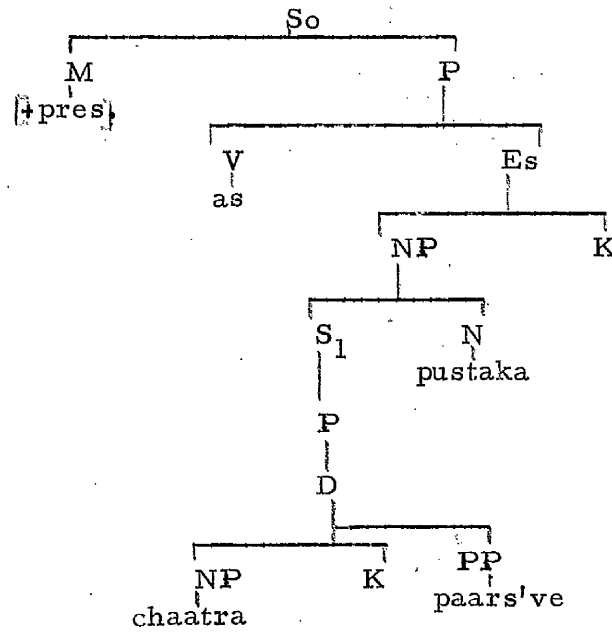 So
M P
[+pres].
V Es
as
NP K
S1 N
pustaka
P
D
NP K PP
chaatra paars've